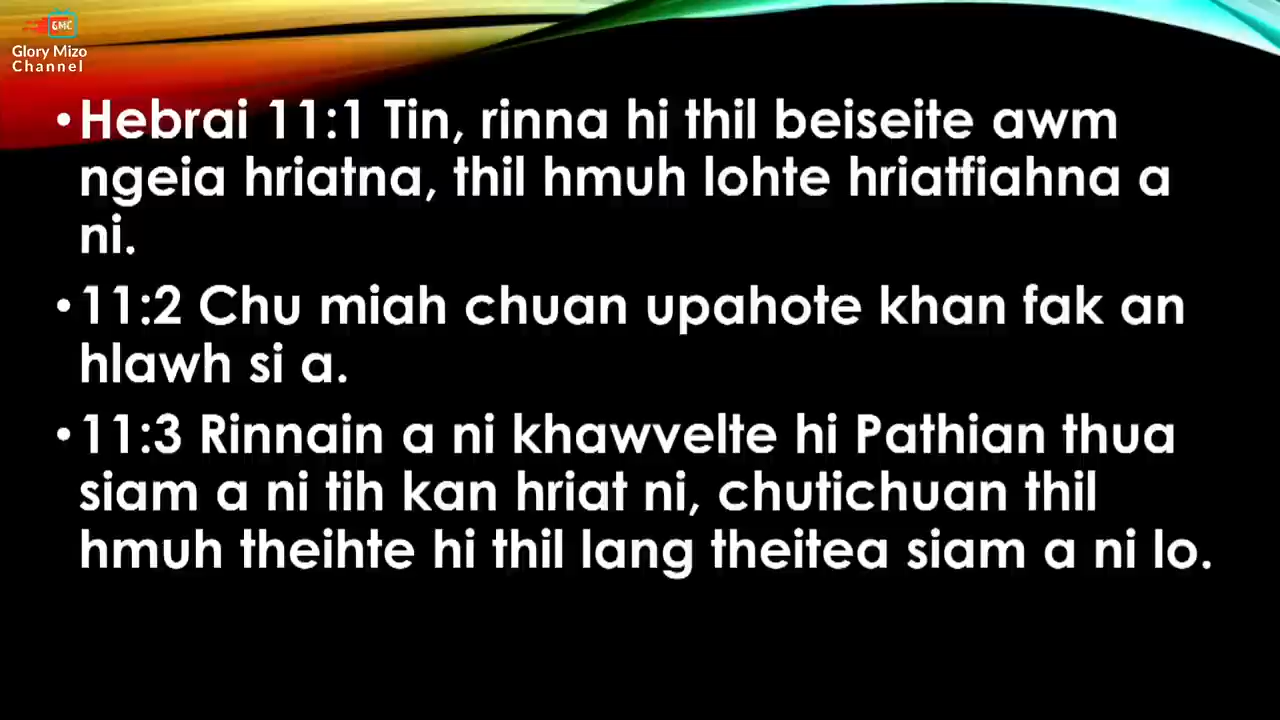 GMC
Glory Mizo
Channel
•Hebrai 11:1 Tin, rinna hi thil beiseite awm
ngeia hriatna, thil hmuh lohte hriatfiahna a
ni.
•11:2 Chu miah chuan upahote khan fak an
hlawh si a.
•11:3 Rinnain a ni khawvelte hi Pathian thua
siam a ni tih kan hriat ni, chutichuan thil
hmuh theihte hi thil lang theitea siam a ni lo.